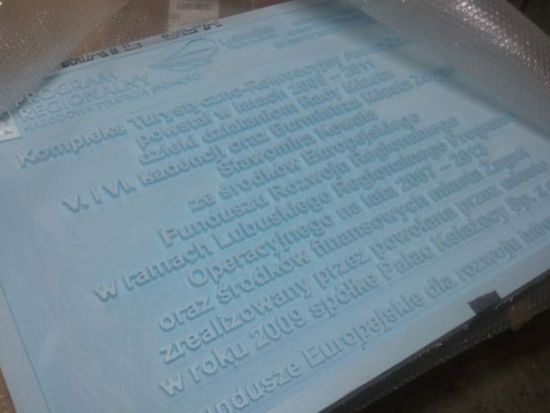 PROGRAM
REGIONALNY
NARODOWA STRATEGIA SPÓJNOŚCI
Lubuskie
Kompleks Turystyczno-Rekreacyjny
powstał w latach 2009 - 2011
dzięki działaniom Rady Miasta
V. i VI. kadencji oraz Burmistrza Miasta
Sławomira Kowala
ze środków Europejskiego
Funduszu Rozwoju Regionalnego
w ramach Lubuskiego Regionalnego Programu
Operacyjnego na lata 2007 - 2013
oraz środków finansowych miasta Żagań
zrealizowany przez powołaną przez miasto
w roku 2009 spółkę Pałac Książęcy Sp. z
Fundusze Europejskie dla rozwoju